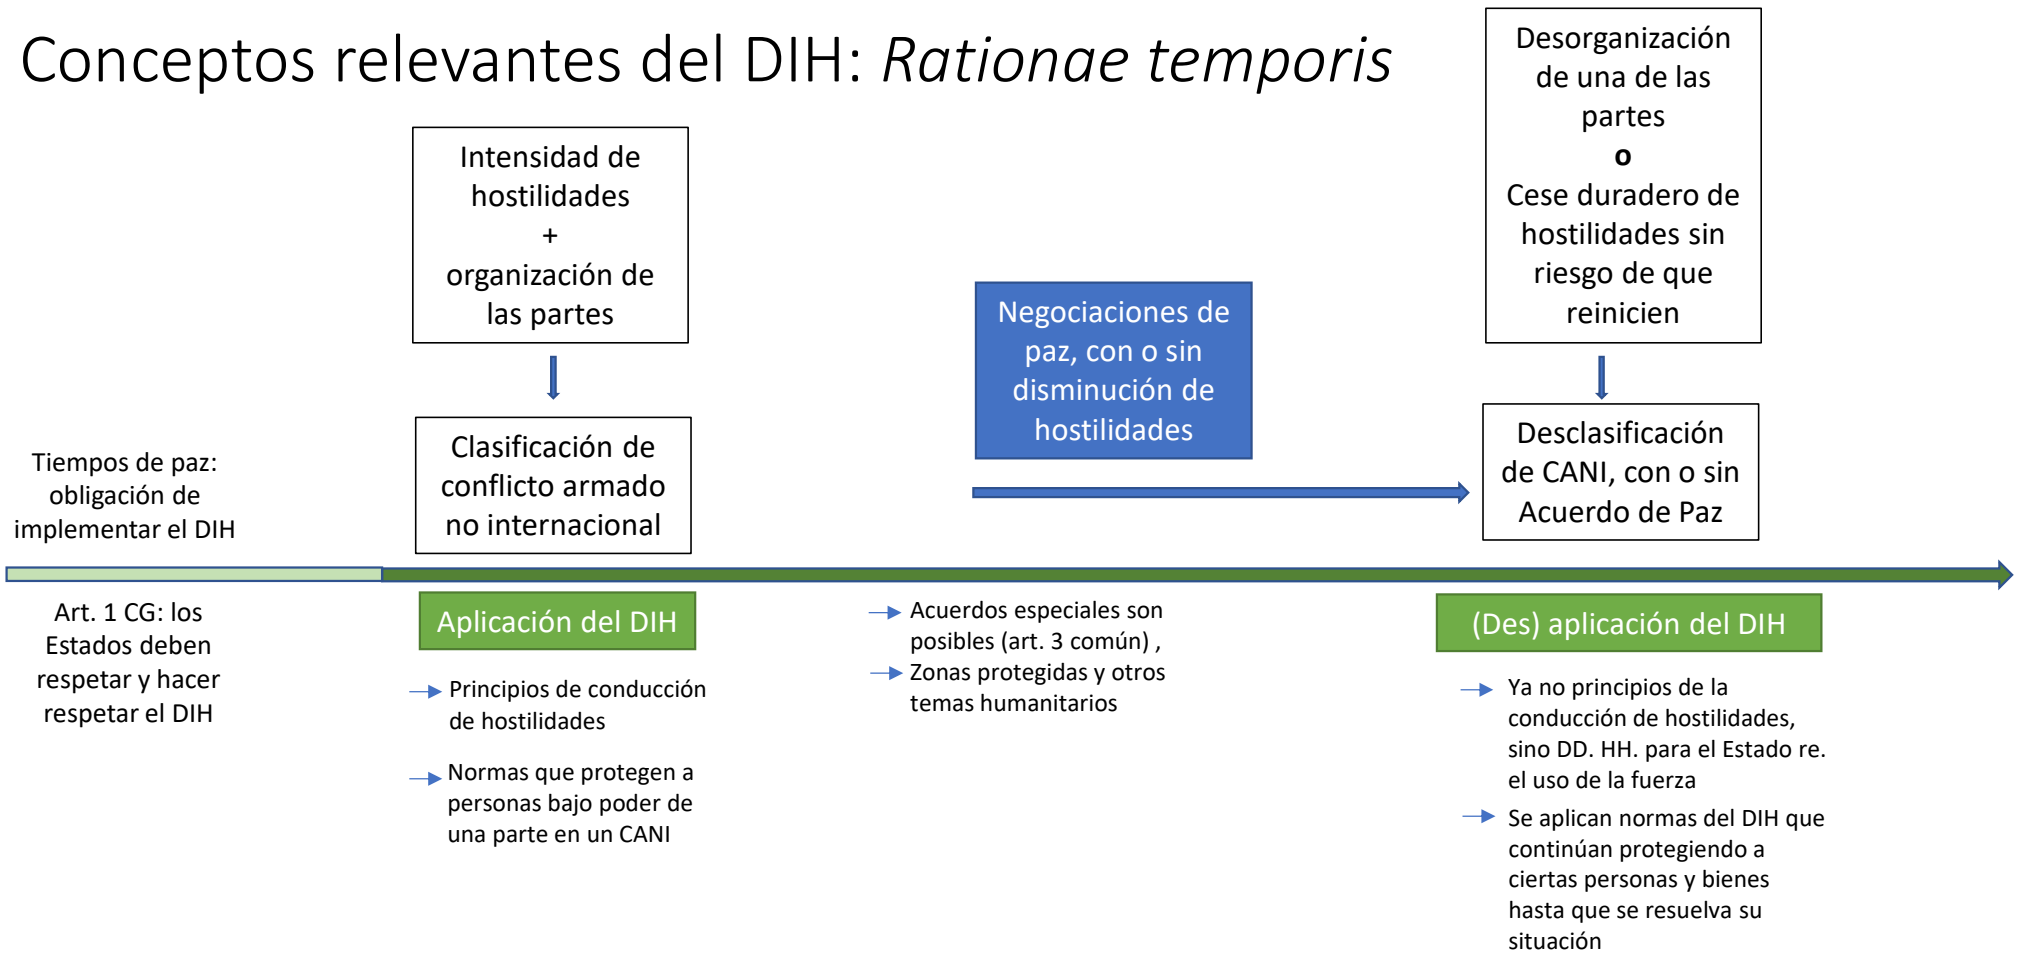 Conceptos relevantes del DIH: Rationae temporis
Intensidad de
hostilidades
+
organización de
las partes
Clasificación de
conflicto armado
no internacional
Negociaciones de
paz, con o sin
disminución de
hostilidades
Desorganización
de una de las
partes
o
Cese duradero de
hostilidades sin
riesgo de que
reinicien
Desclasificación
de CANI, con o sin
Acuerdo de Paz
Tiempos de paz:
obligación de
implementar el DIH
Art. 1 CG: los
Estados deben
respetar y hacer
respetar el DIH
Aplicación del DIH
Principios de conducción
de hostilidades
Normas que protegen a
personas bajo poder de
una parte en un CANI
Acuerdos especiales son
posibles (art. 3 común) ,
Zonas protegidas y otros
temas humanitarios
(Des) aplicación del DIH
Ya no principios de la
conducción de hostilidades,
sino DD. HH. para el Estado re.
el uso de la fuerza
Se aplican normas del DIH que
continúan protegiendo a
ciertas personas y bienes
hasta que se resuelva su
situación